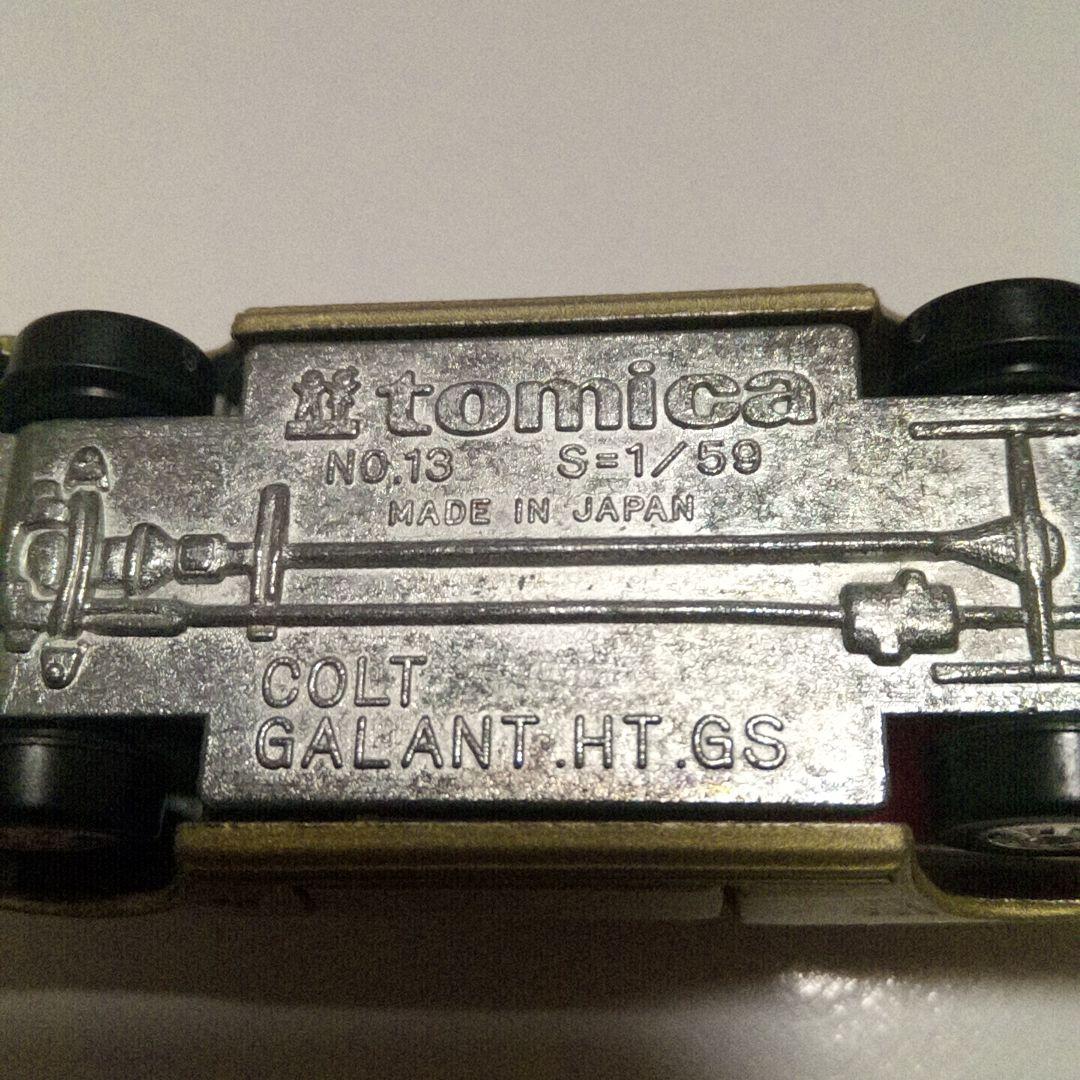 tomica
NO.13 S=1/59
MADE IN JAPAN
COLT
GALANT.HT.GS